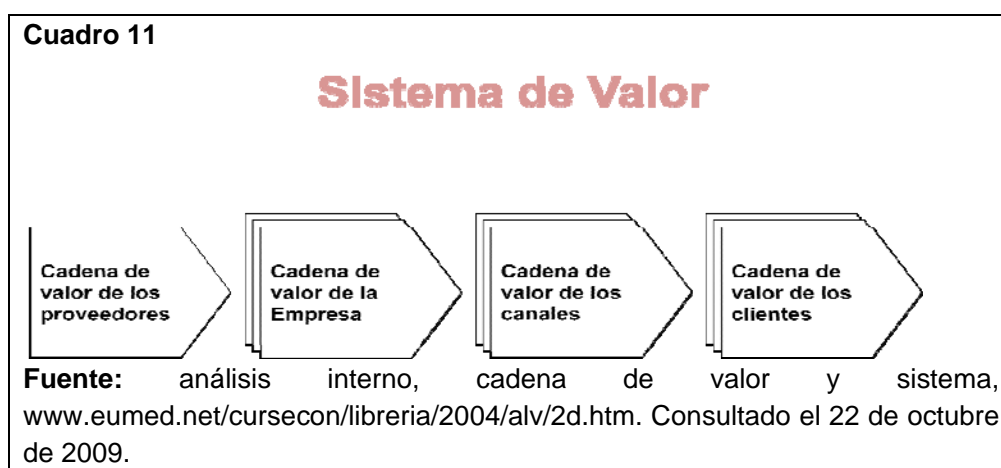 Cuadro 11
Sistema de Valor
Cadena de
valor de los
proveedores
Cadena de
valor de la
Empresa
Cadena de
valor de los
canales
Cadena de
valor de los
clientes
Fuente: análisis interno, cadena de valor y sistema,
www.eumed.net/cursecon/libreria/2004/alv/2d.htm. Consultado el 22 de octubre
de 2009.